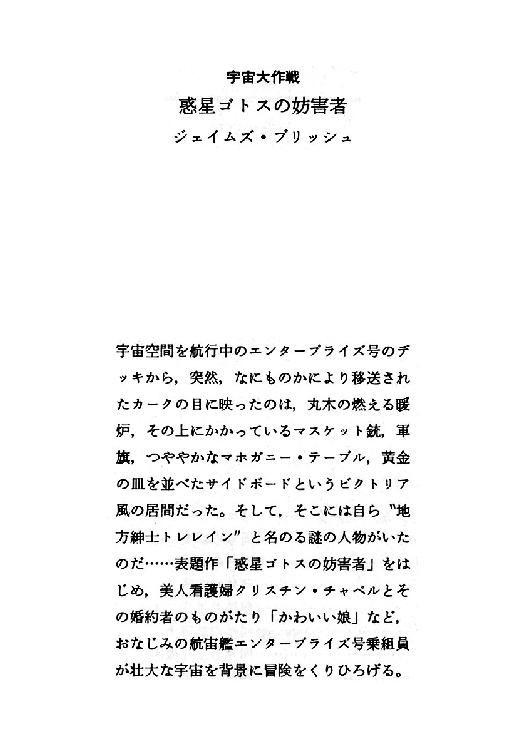 宇宙大作戦
惑星ゴトスの妨害者
ジェイムズ・ブリッシュ
宇宙空間を航行中のエンタープライズ号のデ
ッキから，突然，なにものかにより移送され
たカークの目に映ったのは，丸木の燃える暖
炉，その上にかかっているマスケット銃，軍
旗，つややかなマホガニー・テーブル，黄金
の皿を並べたサイドボードというビクトリア
風の居間だった。そして，そこには自ら〝地
方紳士トレレイン〟と名のる謎の人物がいた
のだ……表題作「惑星ゴトスの妨害者」をは
じめ，美人看護婦クリスチン・チャペルとそ
の婚約者のものがたり「かわいい娘」など，
おなじみの航宙艦エンタープライズ号乗組員
が壮大な宇宙を背景に冒険をくりひろげる。